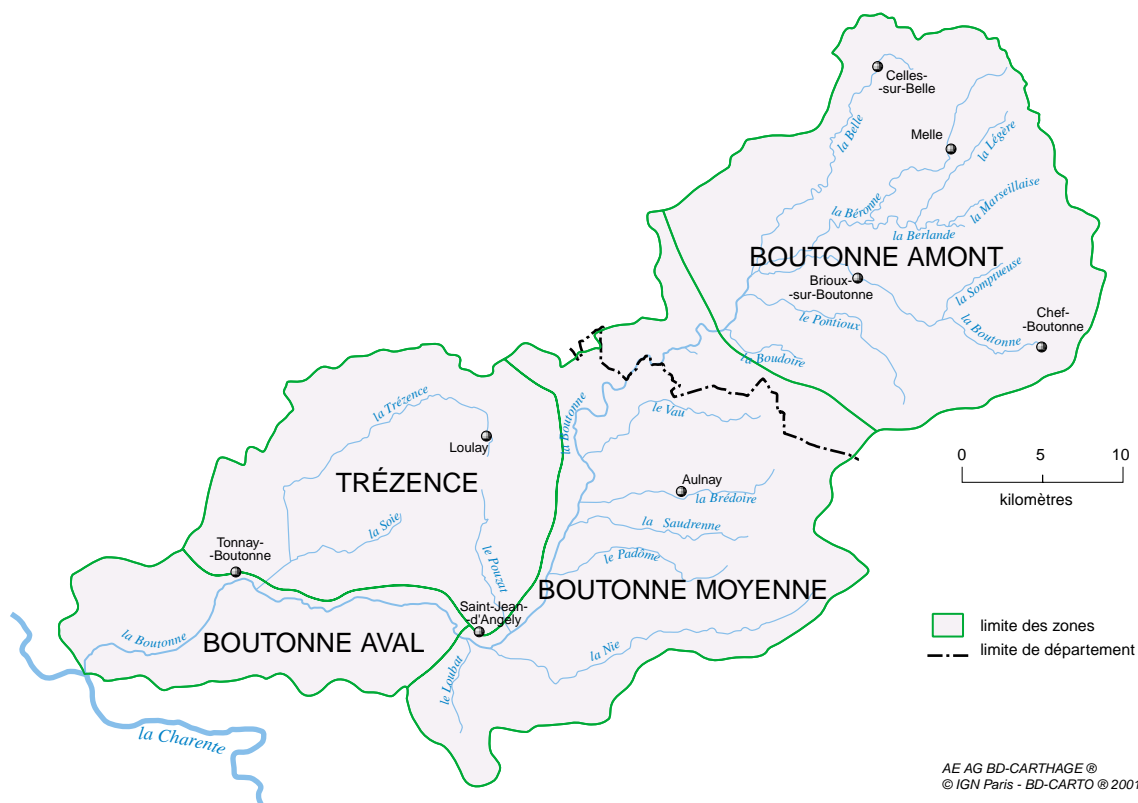 Celles-
-sur-Belle
la Belle
Melle
la Légère
la Béronne
la Marseillaise
la Berlande
BOUTONNE AMONT
Brioux-
-sur-Boutonne
la Somptueuse
le Pontioux
la Boutonne
Chef-
-Boutonne
la Boudoire
la Trézence
la Boutonne
le Vau
Loulay
TRÉZENCE
Aulnay
la Brédoire
la Soie
la Saudrenne
Tonnay-
-Boutonne
le Pouzat
le Padôme
BOUTONNE MOYENNE
Saint-Jean-
-d'Angely
la Boutonne
BOUTONNE AVAL
la Nie
le Loubat
la Charente
0 5 10
kilomètres
limite des zones
limite de département
AE AG BD-CARTHAGE ®
© IGN Paris - BD-CARTO ® 2001